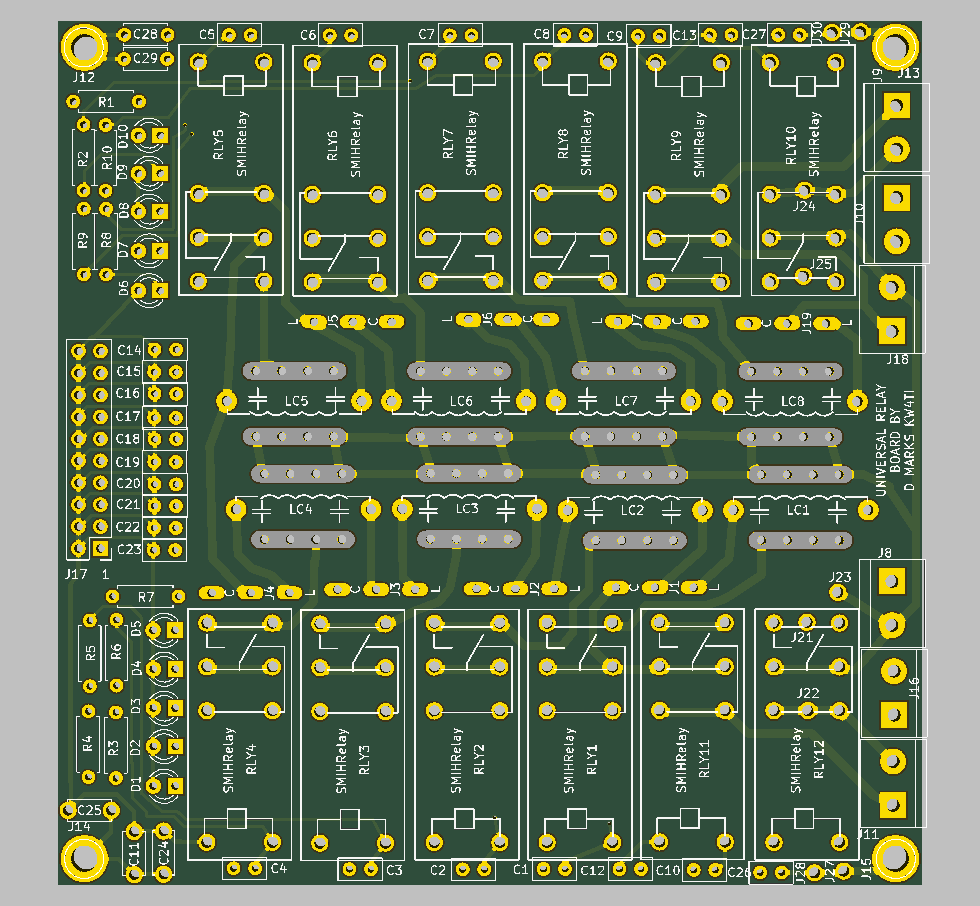 C28
C5
C6
C7
C8
C9
C13
C27
J30
J29
C29
J12
J13
J9
R1
R2
R10
D10
D9
D8
D7
D6
R9
R8
RLY5
SMIHRelay
RLY6
SMIHRelay
RLY7
SMIHRelay
RLY8
SMIHRelay
RLY9
SMIHRelay
RLY10
SMIHRelay
J24
J25
J10
J18
L J5 C
L J6 C
L J7 C
C J19 L
C14
C15
C16
C17
C18
C19
C20
C21
C22
C23
J17 1
LC5
LC6
LC7
LC8
LC4
LC3
LC2
LC1
UNIVERSAL RELAY
BOARD BY
D MARKS KW4TI
J8
J23
C J4 L
C J3 L
C J2 L
C J1 L
R7
R5
R6
D5
D4
D3
D2
D1
R4
R3
J21
J22
J16
RLY4
SMIHRelay
RLY3
SMIHRelay
RLY2
SMIHRelay
RLY1
SMIHRelay
RLY11
SMIHRelay
RLY12
SMIHRelay
C25
J14
J11
C11
C24
C4
C3
C2
C1
C12
C10
C26
J28
J27
J15